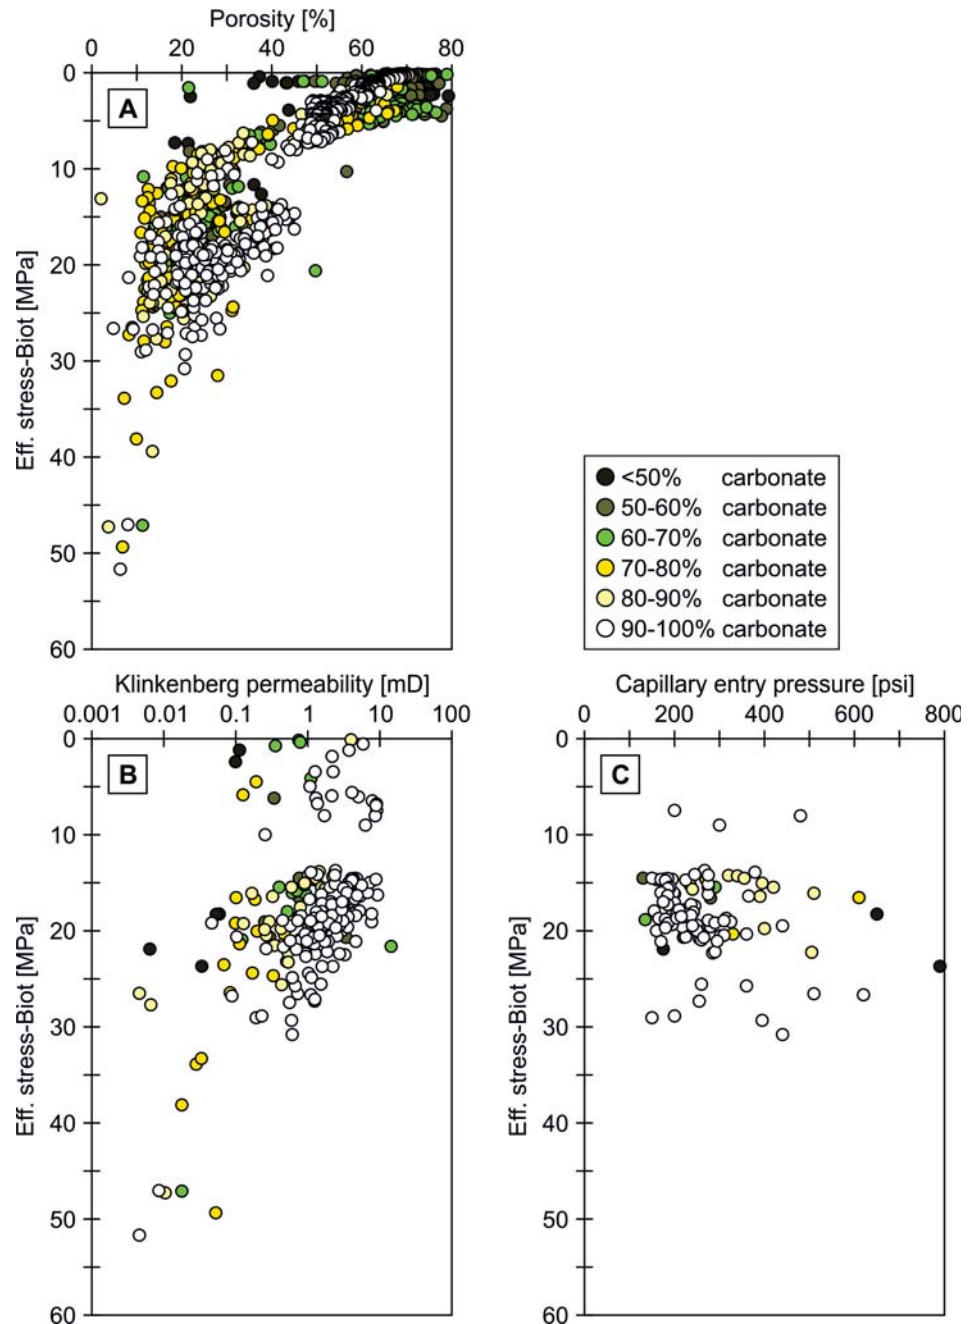 Porosity [%]
0 20 40 60 80
0
10
20
30
40
50
60
Eff. stress-Biot [MPa]
A
<50% carbonate
50-60% carbonate
60-70% carbonate
70-80% carbonate
80-90% carbonate
90-100% carbonate
Klinkenberg permeability [mD]
0.001 0.01 0.1 1 10 100
0
10
20
30
40
50
60
Eff. stress-Biot [MPa]
B
Capillary entry pressure [psi]
0 200 400 600 800
0
10
20
30
40
50
60
Eff. stress-Biot [MPa]
C